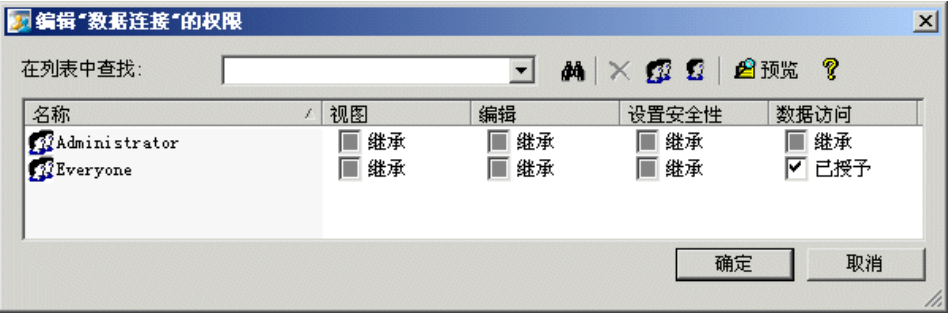 编辑"数据连接"的权限
在列表中查找: 预览
名称 视图 编辑 设置安全性 数据访问
Administrator 继承 继承 继承 继承
Everyone 继承 继承 继承 已授予
确定 取消